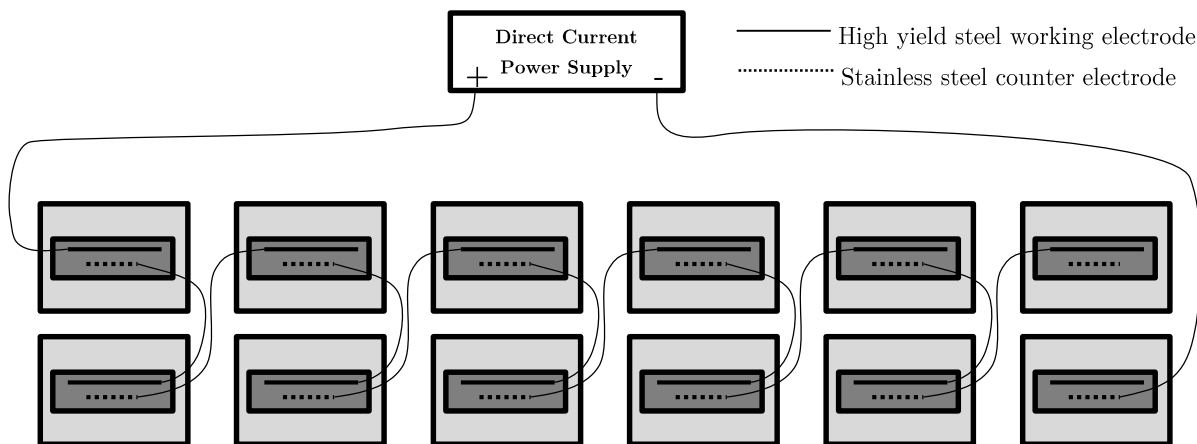 Direct Current
Power Supply
+
-
High yield steel working electrode
Stainless steel counter electrode